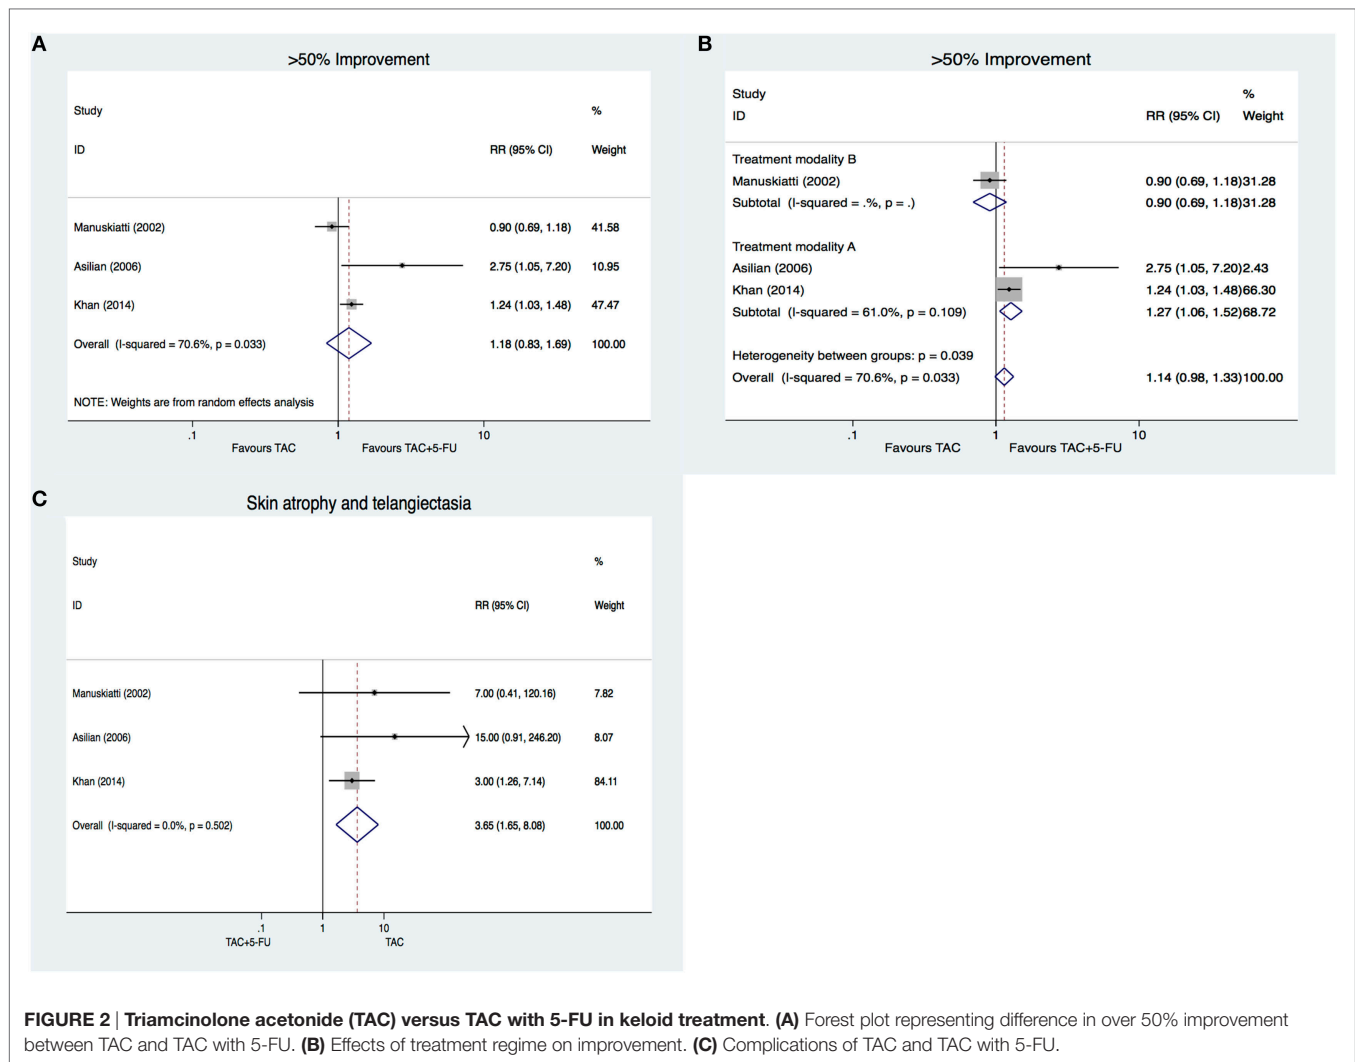 A
>50% Improvement
Study %
ID RR (95% CI) Weight
Manuskiatti (2002) 0.90 (0.69, 1.18) 41.58
Asilian (2006) 2.75 (1.05, 7.20) 10.95
Khan (2014) 1.24 (1.03, 1.48) 47.47
Overall (I-squared = 70.6%, p = 0.033) 1.18 (0.83, 1.69) 100.00
NOTE: Weights are from random effects analysis
.1 1 10
Favours TAC Favours TAC+5-FU
B
>50% Improvement
Study %
ID RR (95% CI) Weight
Treatment modality B
Manuskiatti (2002) 0.90 (0.69, 1.18)31.28
Subtotal (I-squared = .%, p = .) 0.90 (0.69, 1.18)31.28
Treatment modality A
Asilian (2006) 2.75 (1.05, 7.20)2.43
Khan (2014) 1.24 (1.03, 1.48)66.30
Subtotal (I-squared = 61.0%, p = 0.109) 1.27 (1.06, 1.52)68.72
Heterogeneity between groups: p = 0.039
Overall (I-squared = 70.6%, p = 0.033) 1.14 (0.98, 1.33)100.00
.1 1 10
Favours TAC Favours TAC+5-FU
C
Skin atrophy and telangiectasia
Study %
ID RR (95% CI) Weight
Manuskiatti (2002) 7.00 (0.41, 120.16) 7.82
Asilian (2006) 15.00 (0.91, 246.20) 8.07
Khan (2014) 3.00 (1.26, 7.14) 84.11
Overall (I-squared = 0.0%, p = 0.502) 3.65 (1.65, 8.08) 100.00
.1 1 10
TAC+5-FU TAC
FIGURE 2 | Triamcinolone acetonide (TAC) versus TAC with 5-FU in keloid treatment. (A) Forest plot representing difference in over 50% improvement
between TAC and TAC with 5-FU. (B) Effects of treatment regime on improvement. (C) Complications of TAC and TAC with 5-FU.